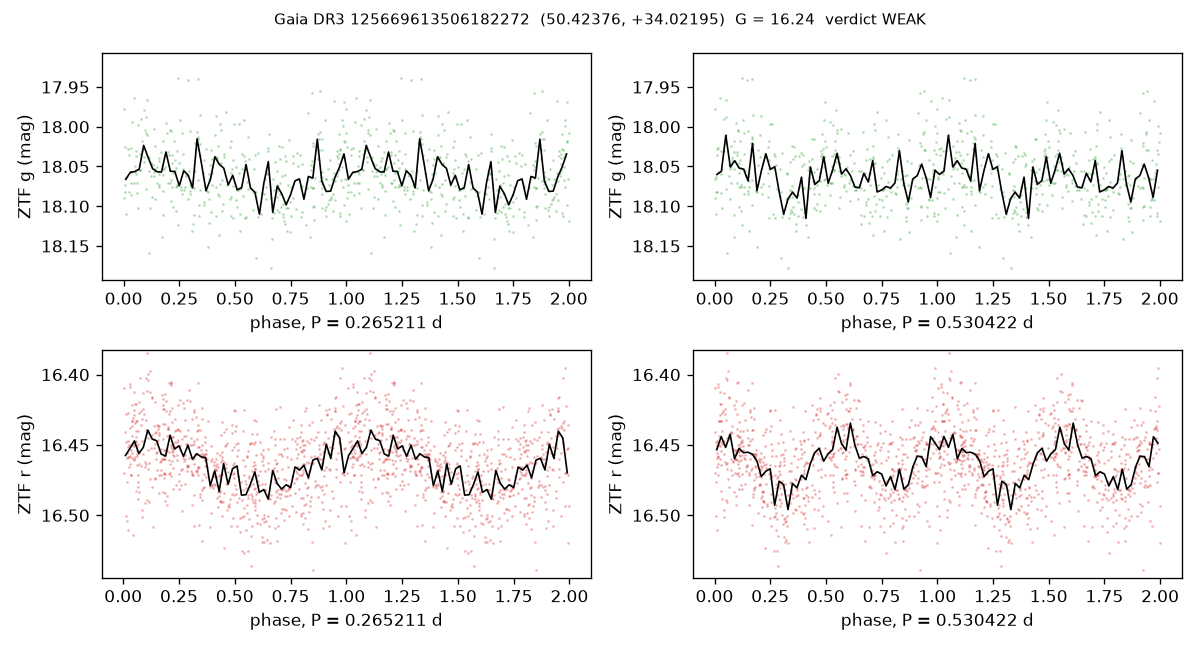 Gaia DR3 125669613506182272  (50.42376, +34.02195)  G = 16.24  verdict WEAK
ZTF g (mag)
17.95
18.00
18.05
18.10
18.15
0.00 0.25 0.50 0.75 1.00 1.25 1.50 1.75 2.00
phase, P = 0.265211 d
ZTF g (mag)
17.95
18.00
18.05
18.10
18.15
0.00 0.25 0.50 0.75 1.00 1.25 1.50 1.75 2.00
phase, P = 0.530422 d
ZTF r (mag)
16.40
16.45
16.50
0.00 0.25 0.50 0.75 1.00 1.25 1.50 1.75 2.00
phase, P = 0.265211 d
ZTF r (mag)
16.40
16.45
16.50
0.00 0.25 0.50 0.75 1.00 1.25 1.50 1.75 2.00
phase, P = 0.530422 d